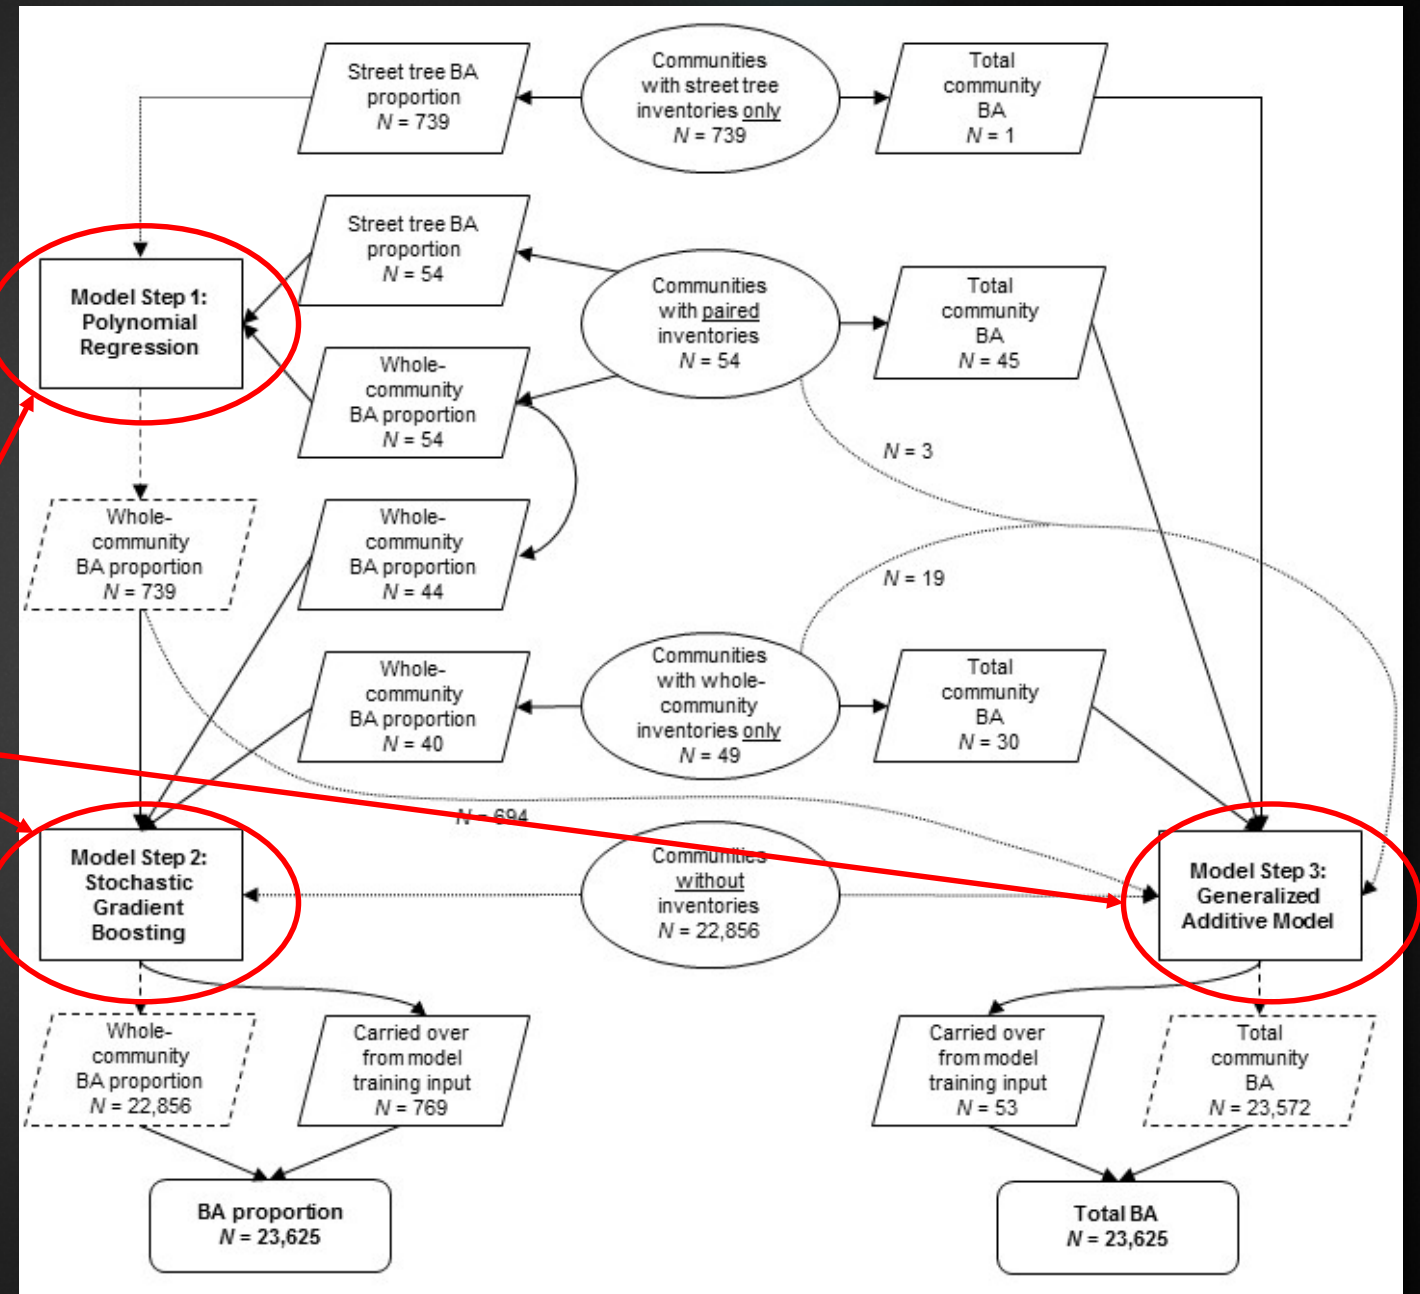 Street tree BA
proportion
N = 739
Communities
with street tree
inventories only
N = 739
Total
community
BA
N = 1
Street tree BA
proportion
N = 54
Communities
with paired
inventories
N = 54
Total
community
BA
N = 45
Model Step 1:
Polynomial
Regression
Whole-
community
BA proportion
N = 54
N = 3
Whole-
community
BA proportion
N = 739
Whole-
community
BA proportion
N = 44
N = 19
Whole-
community
BA proportion
N = 40
Communities
with whole-
community
inventories only
N = 49
Total
community
BA
N = 30
N = 694
Model Step 2:
Stochastic
Gradient
Boosting
Communities
without
inventories
N = 22,856
Model Step 3:
Generalized
Additive Model
Whole-
community
BA proportion
N = 22,856
Carried over
from model
training input
N = 769
Carried over
from model
training input
N = 53
Total
community
BA
N = 23,572
BA proportion
N = 23,625
Total BA
N = 23,625